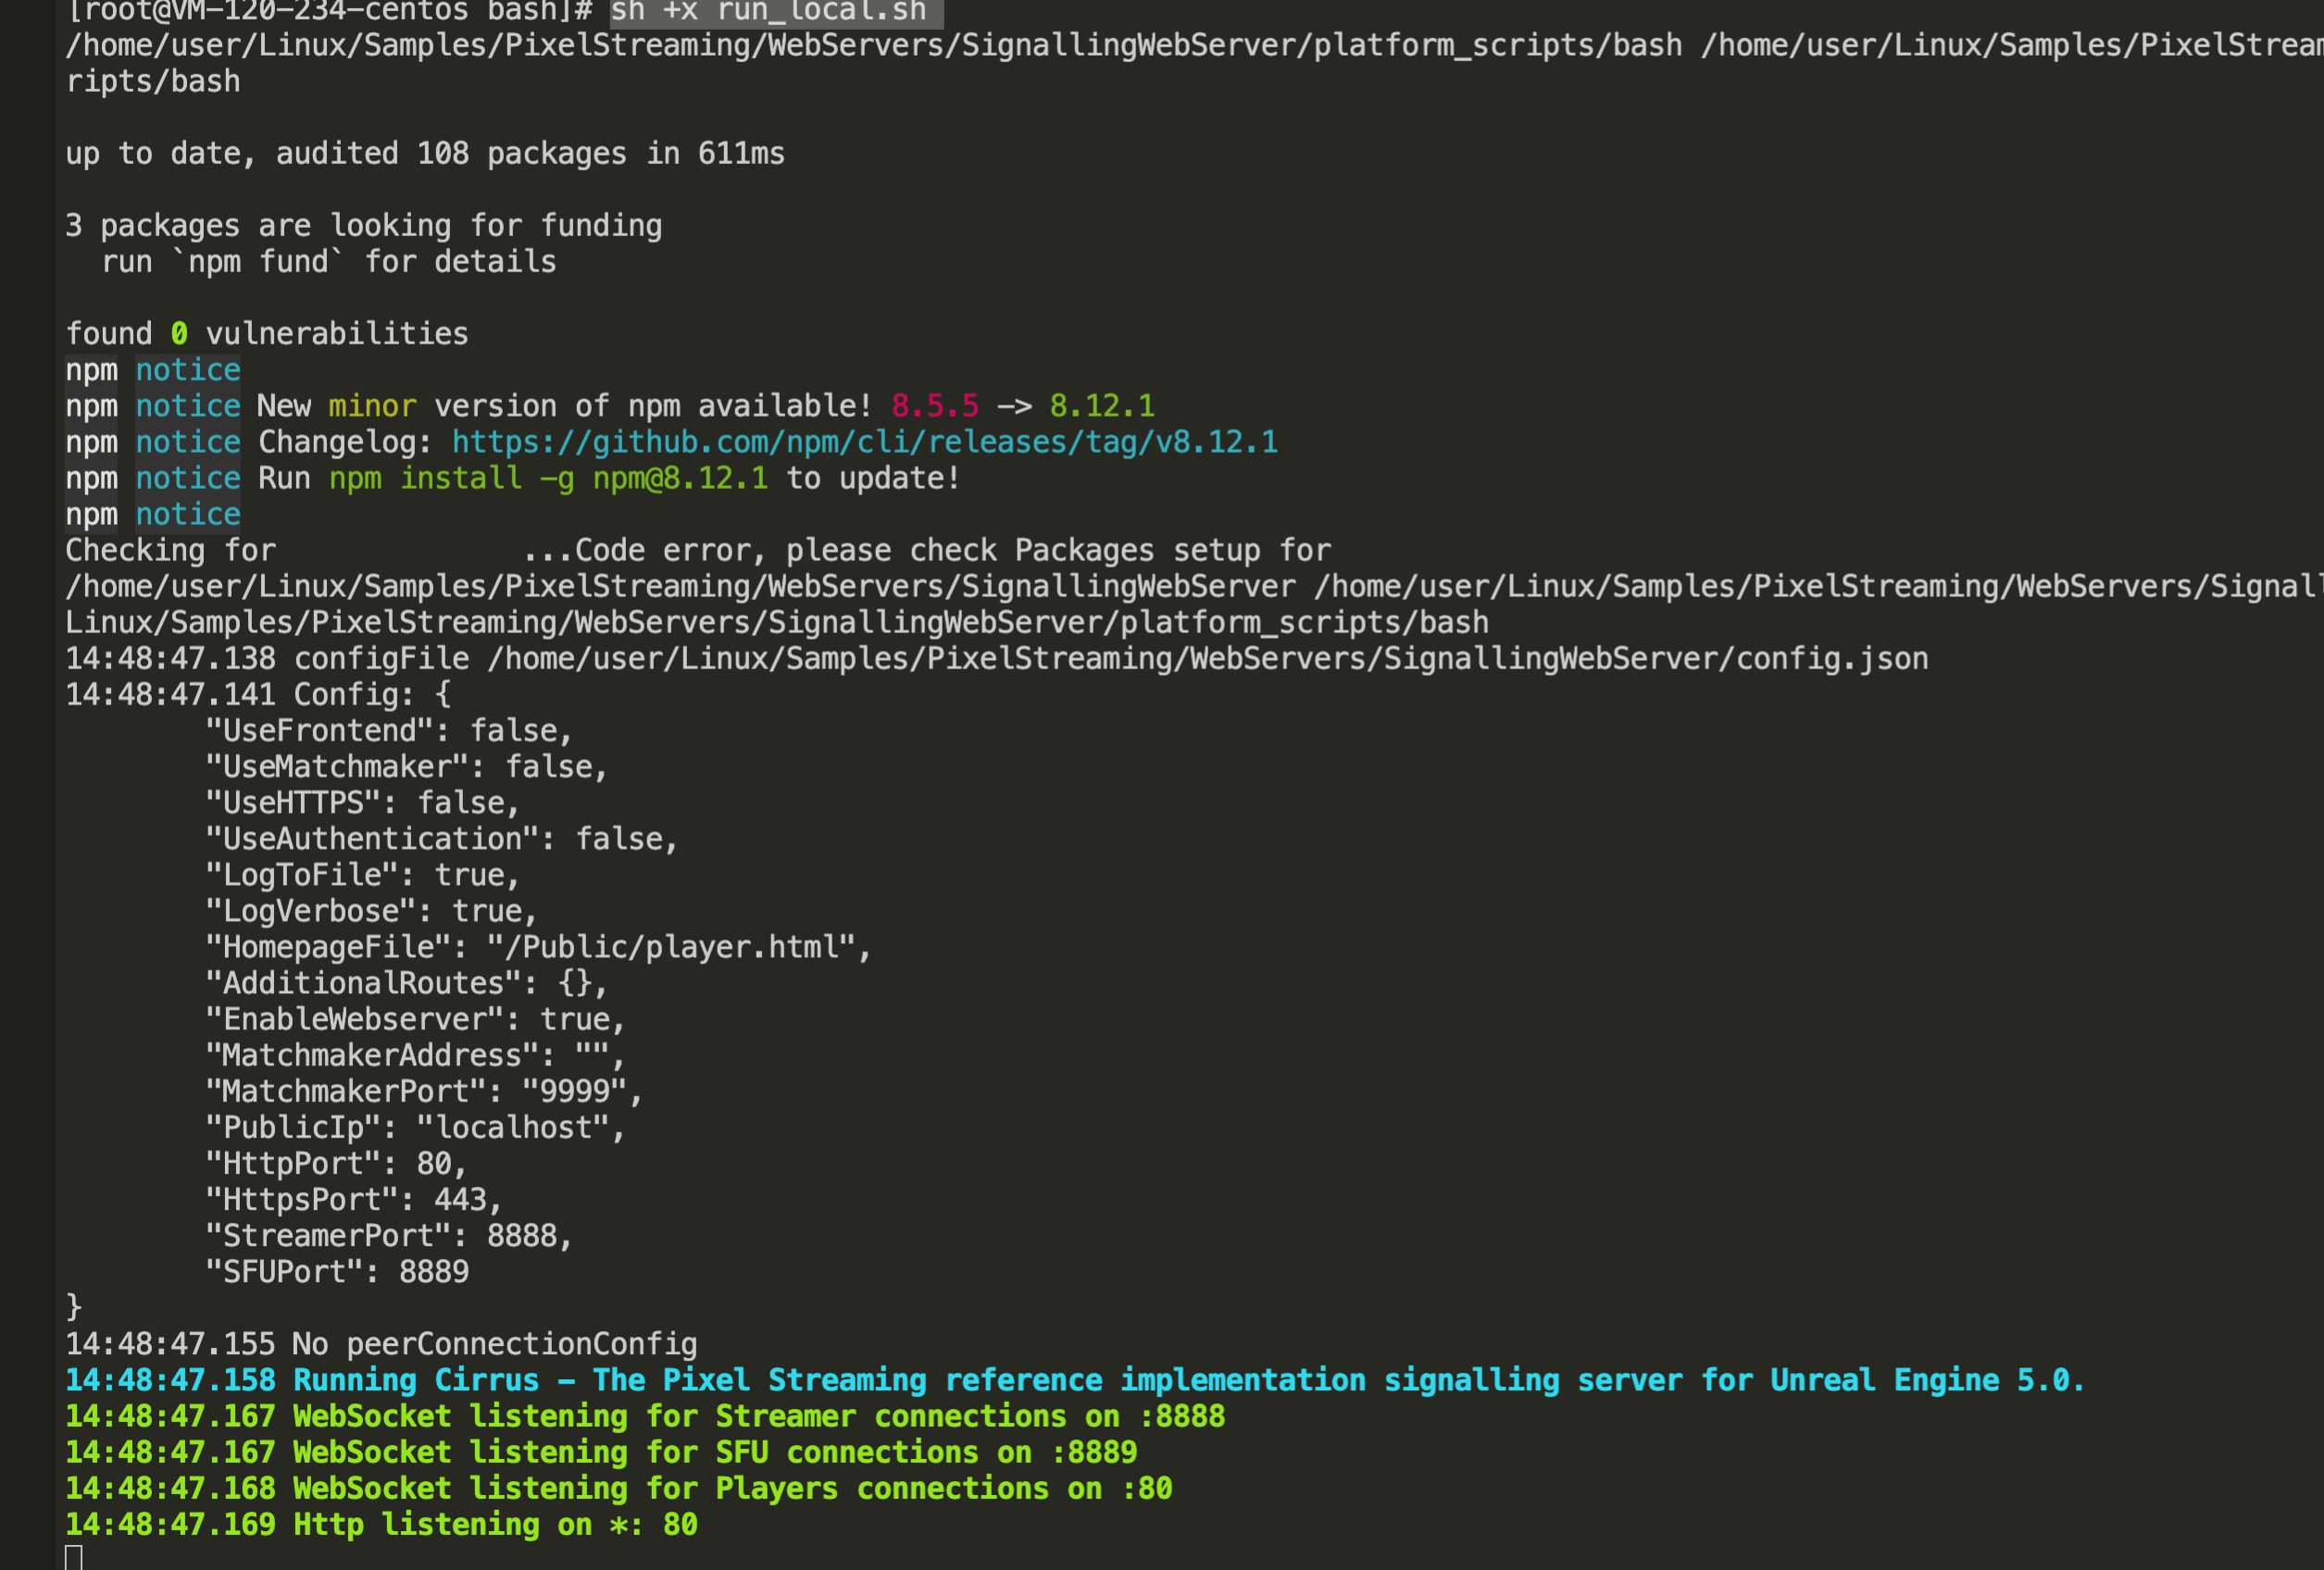 [root@VM-120-234-centos bash]# sh +x run_local.sh
/home/user/Linux/Samples/PixelStreaming/WebServers/SignallingWebServer/platform_scripts/bash /home/user/Linux/Samples/PixelStream
ripts/bash
up to date, audited 108 packages in 611ms
3 packages are looking for funding
  run `npm fund` for details
found 0 vulnerabilities
npm notice
npm notice New minor version of npm available! 8.5.5 -> 8.12.1
npm notice Changelog: https://github.com/npm/cli/releases/tag/v8.12.1
npm notice Run npm install -g npm@8.12.1 to update!
npm notice
Checking for              ...Code error, please check Packages setup for
/home/user/Linux/Samples/PixelStreaming/WebServers/SignallingWebServer /home/user/Linux/Samples/PixelStreaming/WebServers/Signall
Linux/Samples/PixelStreaming/WebServers/SignallingWebServer/platform_scripts/bash
14:48:47.138 configFile /home/user/Linux/Samples/PixelStreaming/WebServers/SignallingWebServer/config.json
14:48:47.141 Config: {
        "UseFrontend": false,
        "UseMatchmaker": false,
        "UseHTTPS": false,
        "UseAuthentication": false,
        "LogToFile": true,
        "LogVerbose": true,
        "HomepageFile": "/Public/player.html",
        "AdditionalRoutes": {},
        "EnableWebserver": true,
        "MatchmakerAddress": "",
        "MatchmakerPort": "9999",
        "PublicIp": "localhost",
        "HttpPort": 80,
        "HttpsPort": 443,
        "StreamerPort": 8888,
        "SFUPort": 8889
}
14:48:47.155 No peerConnectionConfig
14:48:47.158 Running Cirrus - The Pixel Streaming reference implementation signalling server for Unreal Engine 5.0.
14:48:47.167 WebSocket listening for Streamer connections on :8888
14:48:47.167 WebSocket listening for SFU connections on :8889
14:48:47.168 WebSocket listening for Players connections on :80
14:48:47.169 Http listening on *: 80